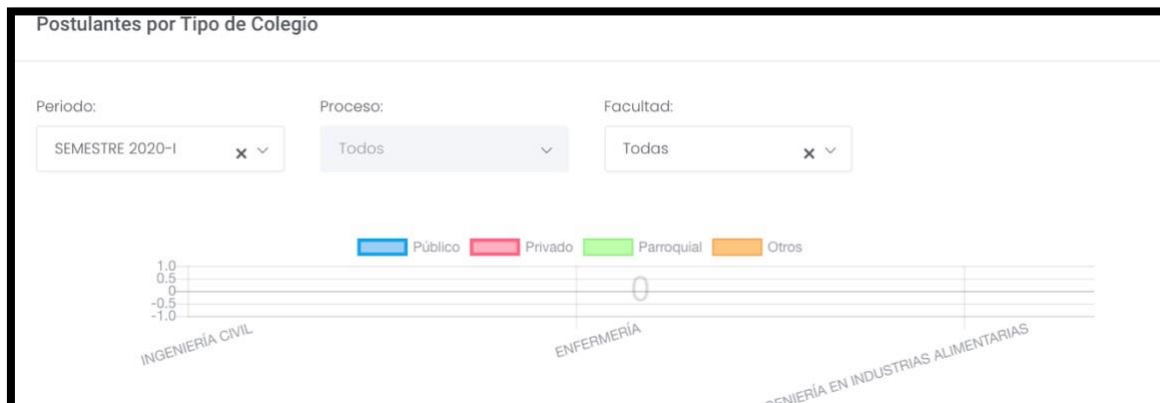 Postulantes por Tipo de Colegio
Periodo: Proceso: Facultad:
SEMESTRE 2020-I Todos Todas
Público Privado Parroquial Otros
1.0
0.5
0
-0.5
-1.0
0
INGENIERÍA CIVIL
ENFERMERÍA
EN INDUSTRIAS ALIMENTARIAS